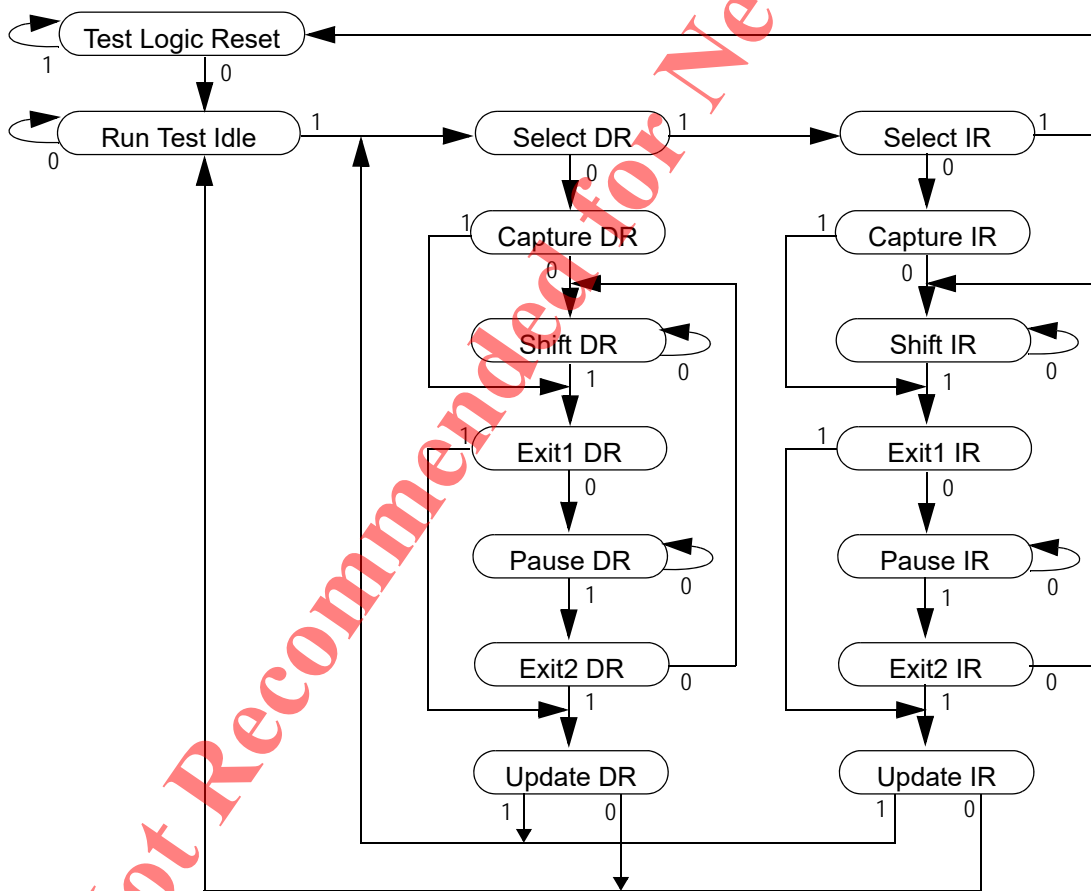 Test Logic Reset
1
0
Run Test Idle
0
1
Select DR
1
0
Select IR
1
0
1
Capture DR
0
1
Capture IR
0
Shift DR
0
1
Shift IR
0
1
1
Exit1 DR
0
1
Exit1 IR
0
Pause DR
0
1
Pause IR
0
1
Exit2 DR
0
1
Exit2 IR
0
1
Update DR
1
0
Update IR
1
0
Not Recommended for Ne